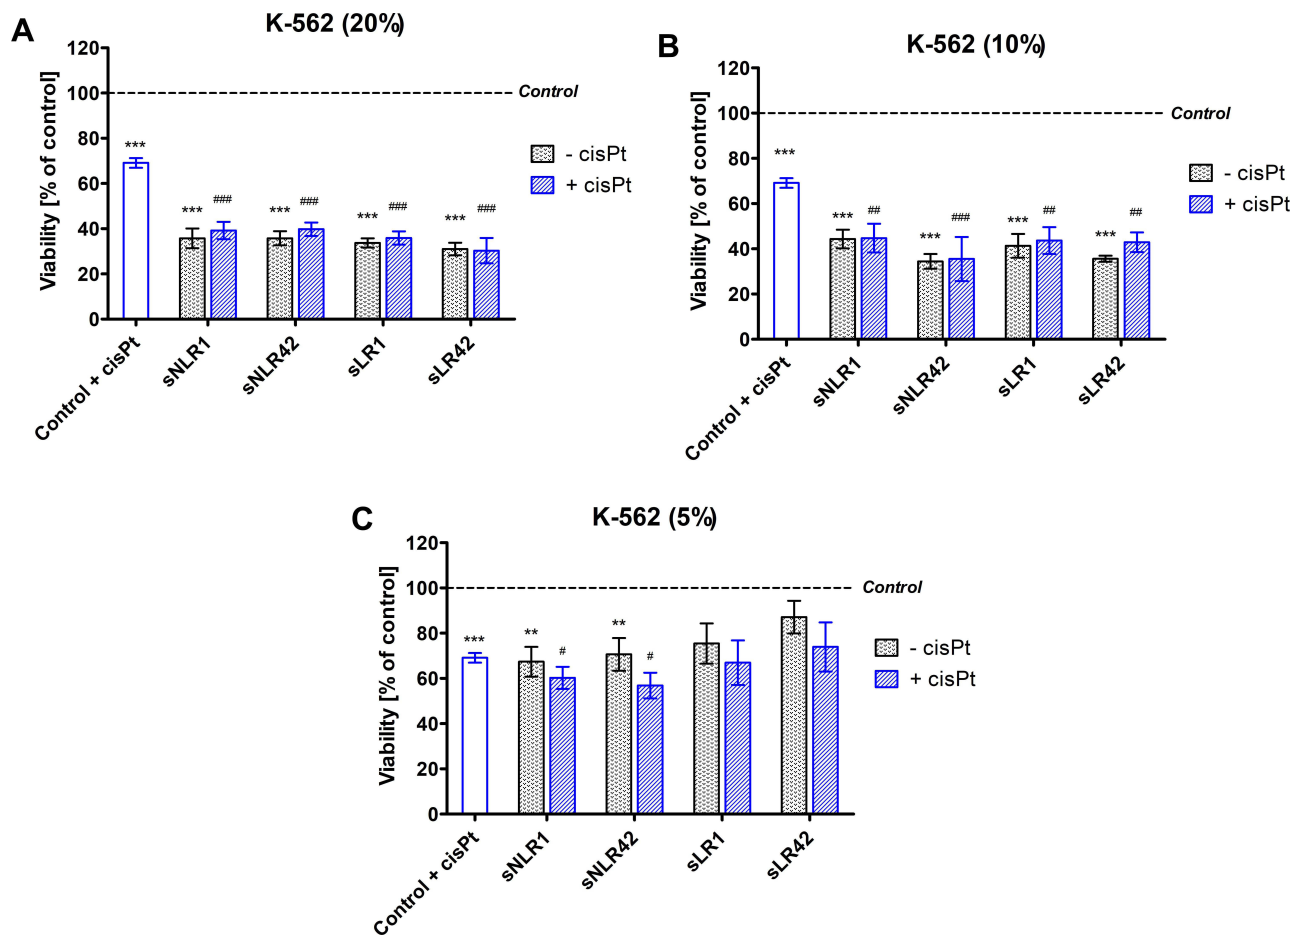 A
K-562 (20%)
Viability [% of control]
120
100
80
60
40
20
0
Control
***
***
###
***
###
***
###
***
###
- cisPt
+ cisPt
Control + cisPt
sNLR1
sNLR42
sLR1
sLR42
B
K-562 (10%)
Viability [% of control]
120
100
80
60
40
20
0
Control
***
***
##
***
###
***
##
***
##
- cisPt
+ cisPt
Control + cisPt
sNLR1
sNLR42
sLR1
sLR42
C
K-562 (5%)
Viability [% of control]
120
100
80
60
40
20
0
Control
***
**
#
**
#
- cisPt
+ cisPt
Control + cisPt
sNLR1
sNLR42
sLR1
sLR42